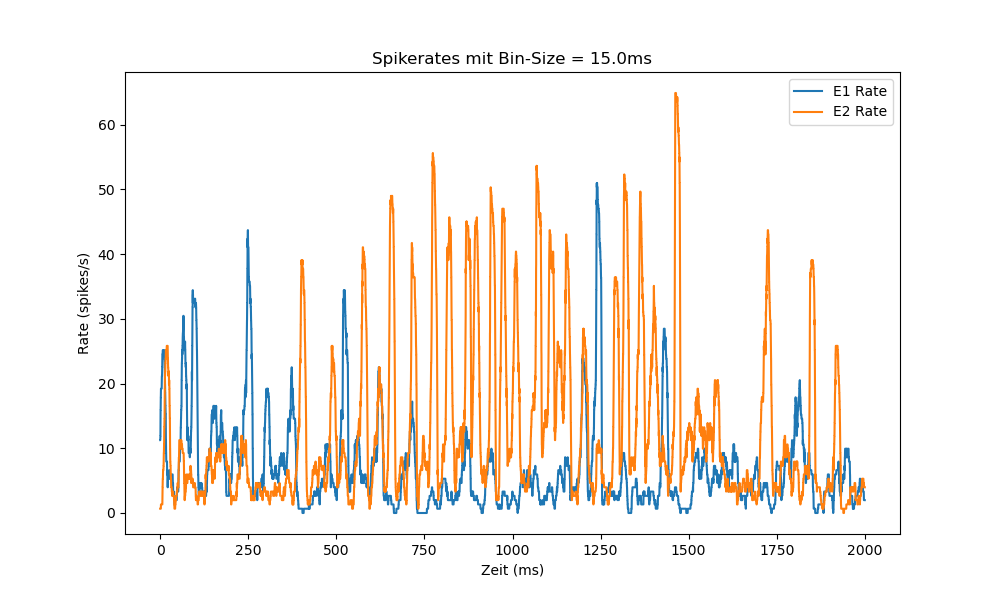 Spikerates mit Bin-Size = 15.0ms
E1 Rate
E2 Rate
Rate (spikes/s)
60
50
40
30
20
10
0
0 250 500 750 1000 1250 1500 1750 2000
Zeit (ms)